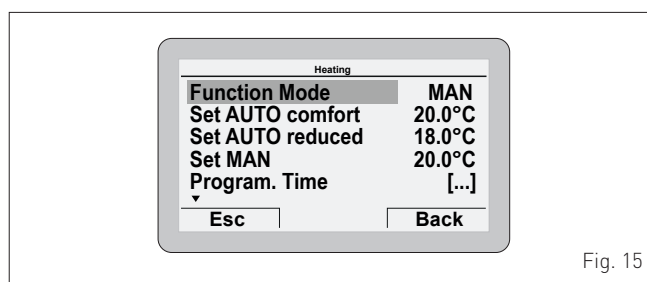 Heating
Function Mode MAN
Set AUTO comfort 20.0°C
Set AUTO reduced 18.0°C
Set MAN 20.0°C
Program. Time [...]
Esc Back
Fig. 15